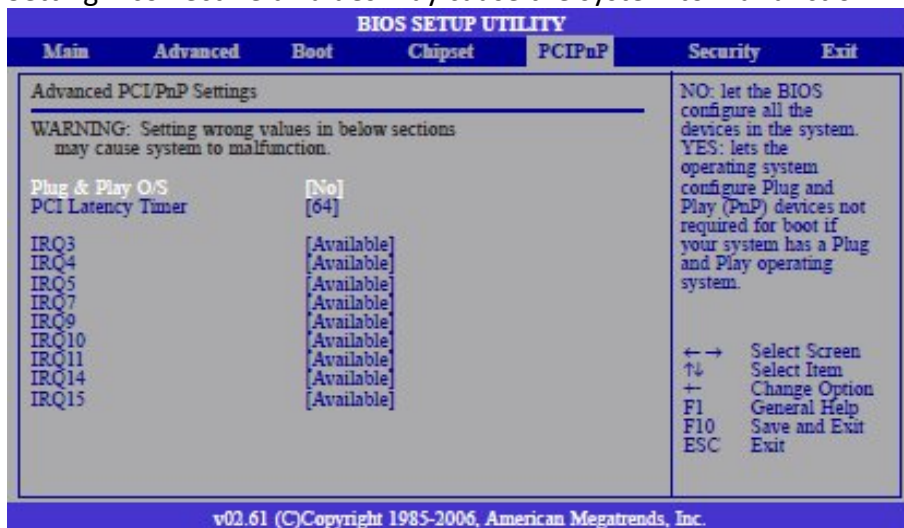 BIOS SETUP UTILITY
Main Advanced Boot Chipset PCIPnP Security Exit
Advanced PCI/PnP Settings
WARNING: Setting wrong values in below sections
may cause system to malfunction.
Plug & Play O/S [No]
PCI Latency Timer [64]
IRQ3 [Available]
IRQ4 [Available]
IRQ5 [Available]
IRQ7 [Available]
IRQ9 [Available]
IRQ10 [Available]
IRQ11 [Available]
IRQ14 [Available]
IRQ15 [Available]
NO: let the BIOS
configure all the
devices in the system.
YES: lets the
operating system
configure Plug and
Play (PnP) devices not
required for boot if
your system has a Plug
and Play operating
system.
←→ Select Screen
↑↓ Select Item
+- Change Option
F1 General Help
F10 Save and Exit
ESC Exit
v02.61 (C)Copyright 1985-2006, American Megatrends, Inc.